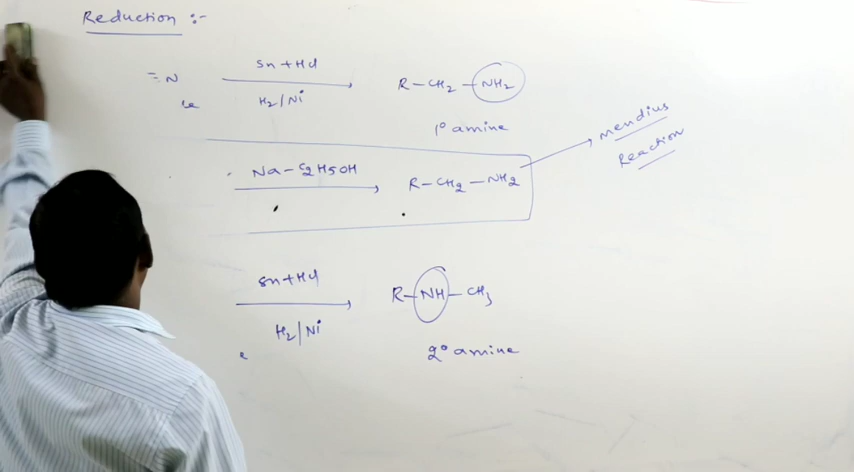 Reduction :-
≡N Sn+Hcl R-CH2-NH2
H2/Ni
1° amine
mendius
Reaction
Na-C2H5OH R-CH2-NH2
Sn+Hcl R-NH-CH3
H2/Ni
2° amine